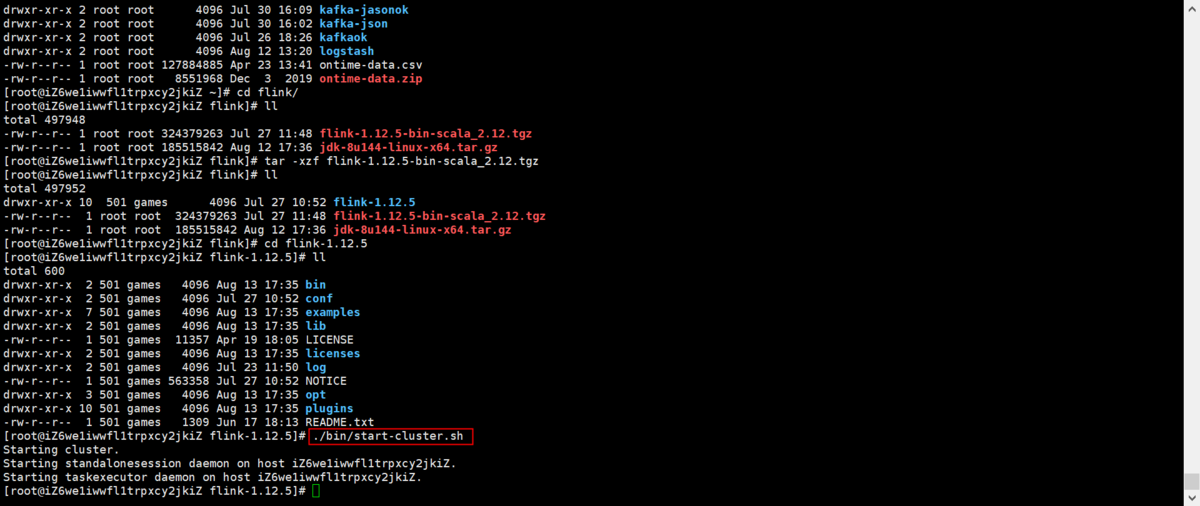 drwxr-xr-x 2 root root      4096 Jul 30 16:09 kafka-jasonok
drwxr-xr-x 2 root root      4096 Jul 30 16:02 kafka-json
drwxr-xr-x 2 root root      4096 Jul 26 18:26 kafkaok
drwxr-xr-x 2 root root      4096 Aug 12 13:20 logstash
-rw-r--r-- 1 root root 127884885 Apr 23 13:41 ontime-data.csv
-rw-r--r-- 1 root root   8551968 Dec  3  2019 ontime-data.zip
[root@iZ6we1iwwfl1trpxcy2jkiZ ~]# cd flink/
[root@iZ6we1iwwfl1trpxcy2jkiZ flink]# ll
total 497948
-rw-r--r-- 1 root root 324379263 Jul 27 11:48 flink-1.12.5-bin-scala_2.12.tgz
-rw-r--r-- 1 root root 185515842 Aug 12 17:36 jdk-8u144-linux-x64.tar.gz
[root@iZ6we1iwwfl1trpxcy2jkiZ flink]# tar -xzf flink-1.12.5-bin-scala_2.12.tgz
[root@iZ6we1iwwfl1trpxcy2jkiZ flink]# ll
total 497952
drwxr-xr-x 10  501 games      4096 Jul 27 10:52 flink-1.12.5
-rw-r--r--  1 root root  324379263 Jul 27 11:48 flink-1.12.5-bin-scala_2.12.tgz
-rw-r--r--  1 root root  185515842 Aug 12 17:36 jdk-8u144-linux-x64.tar.gz
[root@iZ6we1iwwfl1trpxcy2jkiZ flink]# cd flink-1.12.5
[root@iZ6we1iwwfl1trpxcy2jkiZ flink-1.12.5]# ll
total 600
drwxr-xr-x  2 501 games   4096 Aug 13 17:35 bin
drwxr-xr-x  2 501 games   4096 Jul 27 10:52 conf
drwxr-xr-x  7 501 games   4096 Aug 13 17:35 examples
drwxr-xr-x  2 501 games   4096 Aug 13 17:35 lib
-rw-r--r--  1 501 games  11357 Apr 19 18:05 LICENSE
drwxr-xr-x  2 501 games   4096 Aug 13 17:35 licenses
drwxr-xr-x  2 501 games   4096 Jul 23 11:50 log
-rw-r--r--  1 501 games 563358 Jul 27 10:52 NOTICE
drwxr-xr-x  3 501 games   4096 Aug 13 17:35 opt
drwxr-xr-x 10 501 games   4096 Aug 13 17:35 plugins
-rw-r--r--  1 501 games   1309 Jun 17 18:13 README.txt
[root@iZ6we1iwwfl1trpxcy2jkiZ flink-1.12.5]# ./bin/start-cluster.sh
Starting cluster.
Starting standalonesession daemon on host iZ6we1iwwfl1trpxcy2jkiZ.
Starting taskexecutor daemon on host iZ6we1iwwfl1trpxcy2jkiZ.
[root@iZ6we1iwwfl1trpxcy2jkiZ flink-1.12.5]#